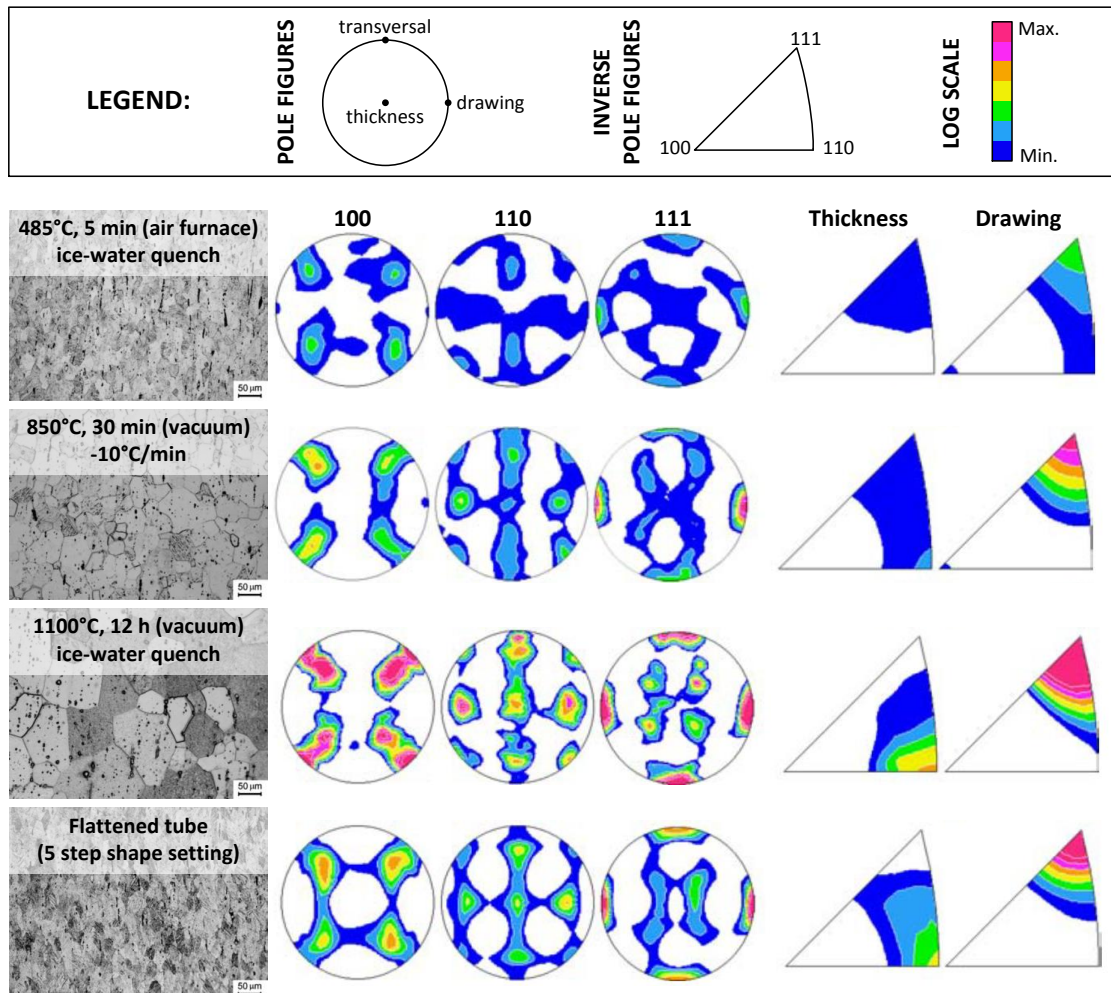 LEGEND:
POLE FIGURES
transversal
thickness
drawing
INVERSE
POLE FIGURES
111
100
110
LOG SCALE
Max.
Min.
100
110
111
Thickness
Drawing
485°C, 5 min (air furnace)
ice-water quench
50 µm
850°C, 30 min (vacuum)
-10°C/min
50 µm
1100°C, 12 h (vacuum)
ice-water quench
50 µm
Flattened tube
(5 step shape setting)
50 µm